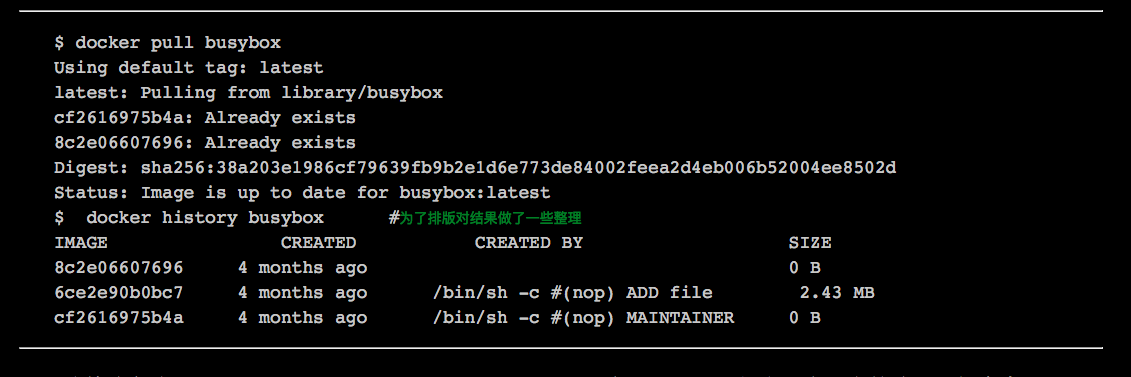 $ docker pull busybox
Using default tag: latest
latest: Pulling from library/busybox
cf2616975b4a: Already exists
8c2e06607696: Already exists
Digest: sha256:38a203e1986cf79639fb9b2e1d6e773de84002feea2d4eb006b52004ee8502d
Status: Image is up to date for busybox:latest
$ docker history busybox #为了排版对结果做了一些整理
IMAGE CREATED CREATED BY SIZE
8c2e06607696 4 months ago 0 B
6ce2e90b0bc7 4 months ago /bin/sh -c #(nop) ADD file 2.43 MB
cf2616975b4a 4 months ago /bin/sh -c #(nop) MAINTAINER 0 B